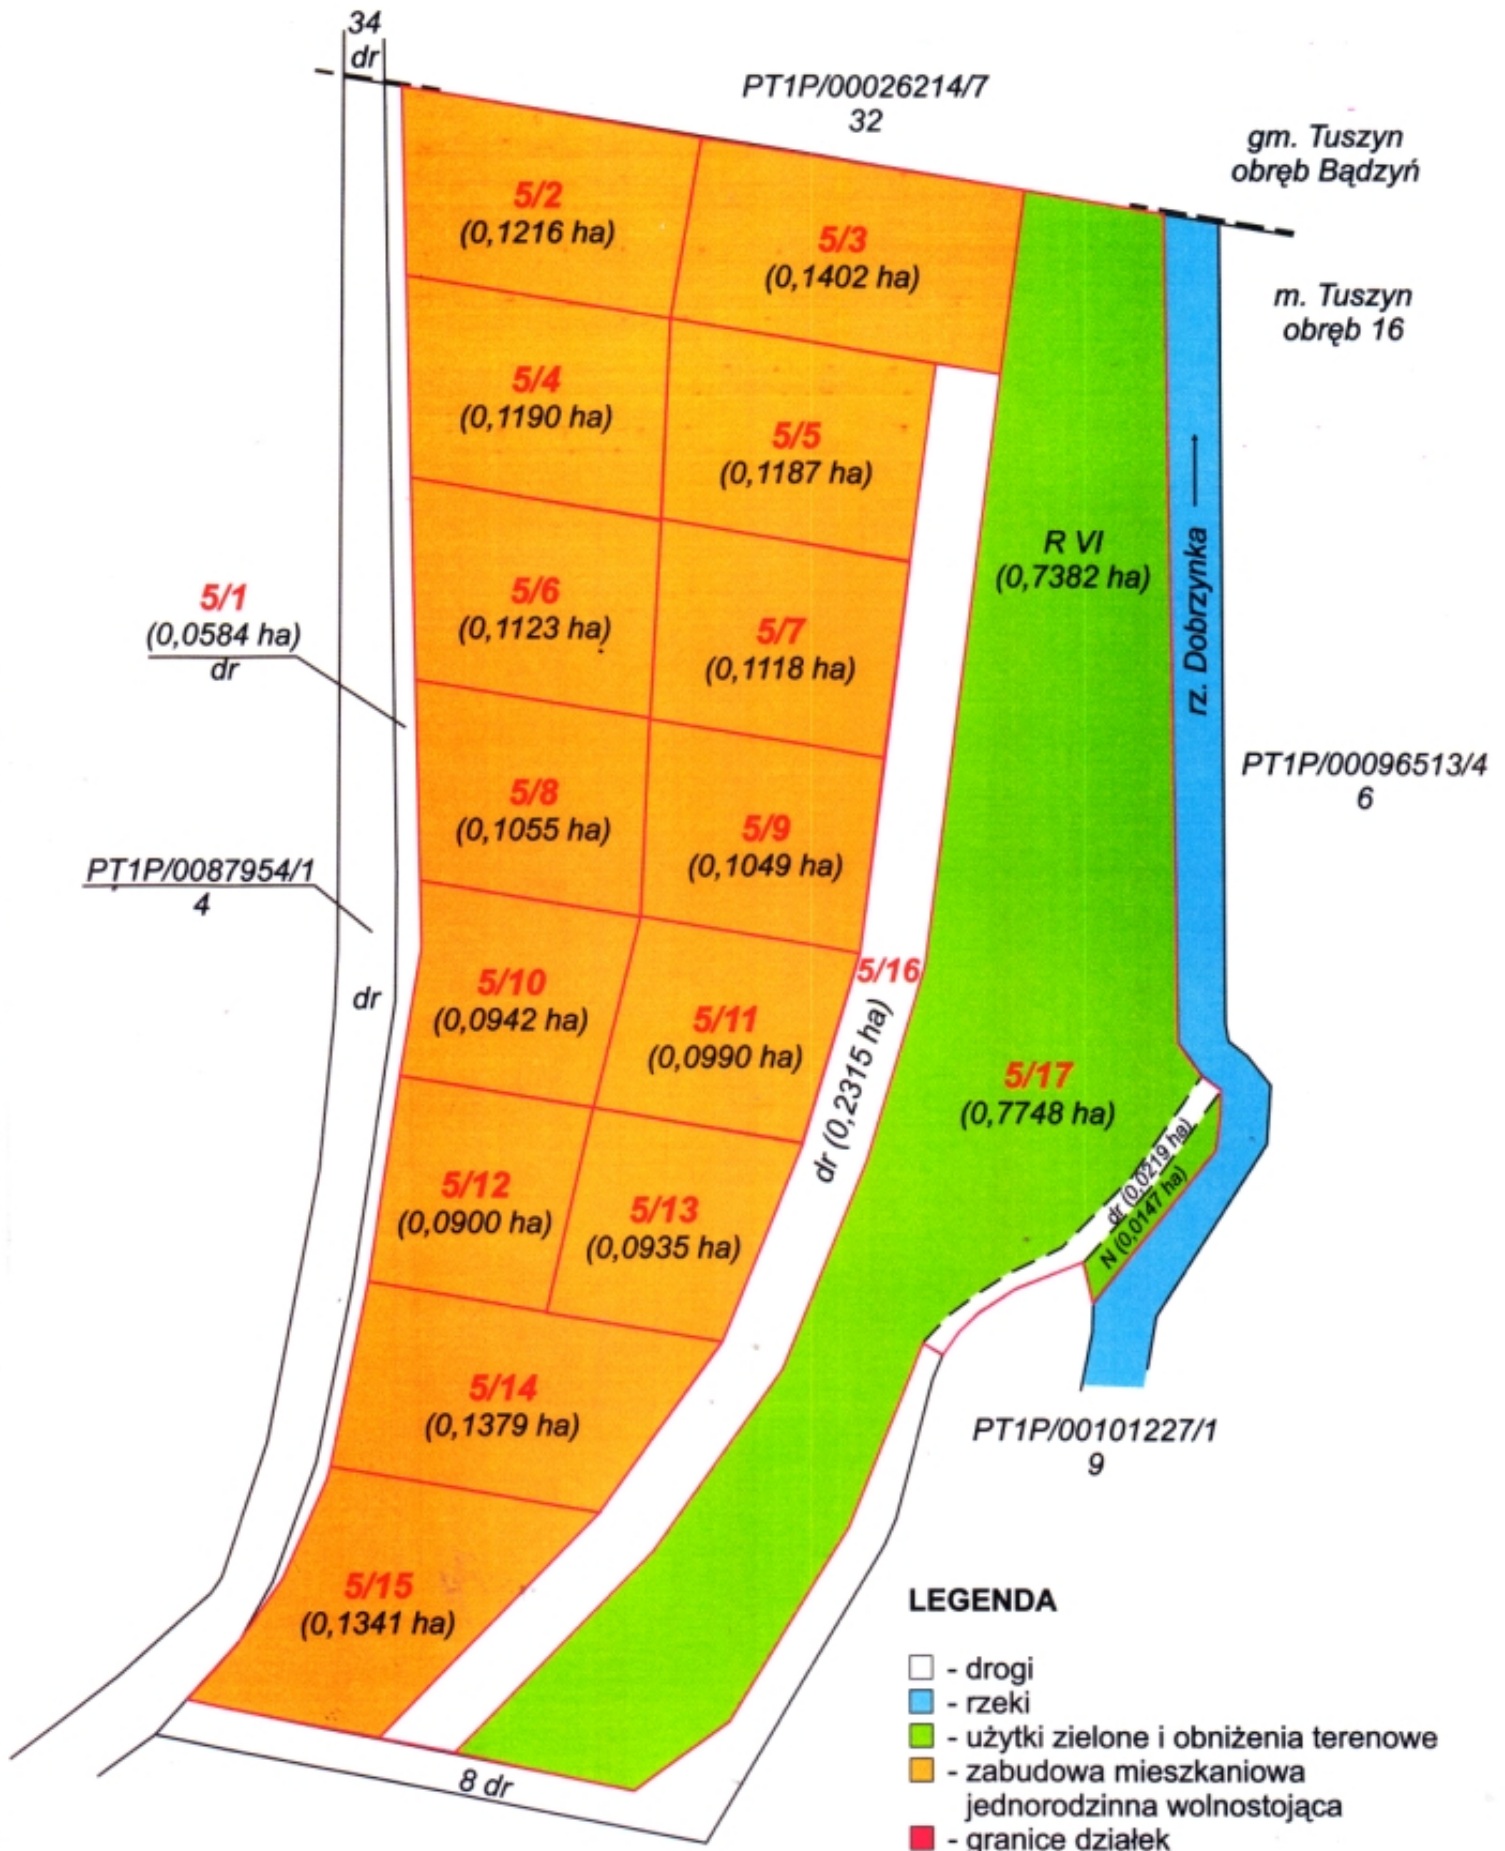 34
dr
PT1P/00026214/7
32
gm. Tuszyn
obręb Bądzyń
m. Tuszyn
obręb 16
5/2
(0,1216 ha)
5/3
(0,1402 ha)
5/4
(0,1190 ha)
5/5
(0,1187 ha)
R VI
(0,7382 ha)
rz. Dobrzynka
5/1
(0,0584 ha)
dr
5/6
(0,1123 ha)
5/7
(0,1118 ha)
PT1P/00096513/4
6
5/8
(0,1055 ha)
5/9
(0,1049 ha)
PT1P/0087954/1
4
dr
5/10
(0,0942 ha)
5/11
(0,0990 ha)
5/16
dr (0,2315 ha)
5/17
(0,7748 ha)
dr (0,0219 ha)
N (0,0147 ha)
5/12
(0,0900 ha)
5/13
(0,0935 ha)
5/14
(0,1379 ha)
PT1P/00101227/1
9
5/15
(0,1341 ha)
8 dr
LEGENDA
- drogi
- rzeki
- użytki zielone i obniżenia terenowe
- zabudowa mieszkaniowa
jednorodzinna wolnostojąca
- granice działek